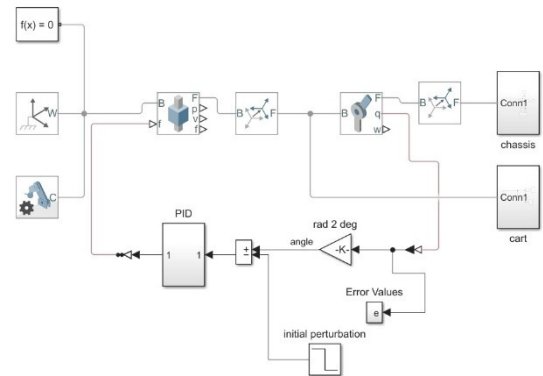 f(x) = 0
W
C
B
f
F
p
v
f
B
F
B
F
q
w
B
F
Conn1
chassis
Conn1
cart
PID
1
1
+
−
angle
rad 2 deg
-K-
Error Values
e
initial perturbation